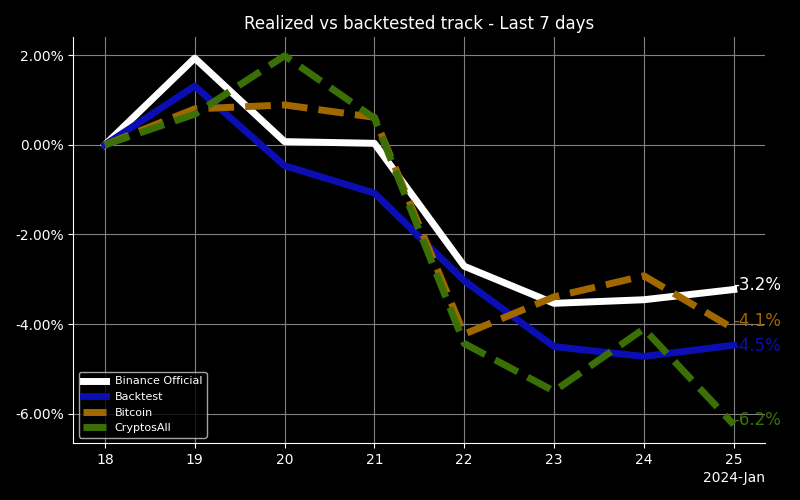 Realized vs backtested track - Last 7 days
2.00%
0.00%
-2.00%
-4.00%
-6.00%
-3.2%
-4.1%
-4.5%
-6.2%
Binance Official
Backtest
Bitcoin
CryptosAll
18 19 20 21 22 23 24 25
2024-Jan